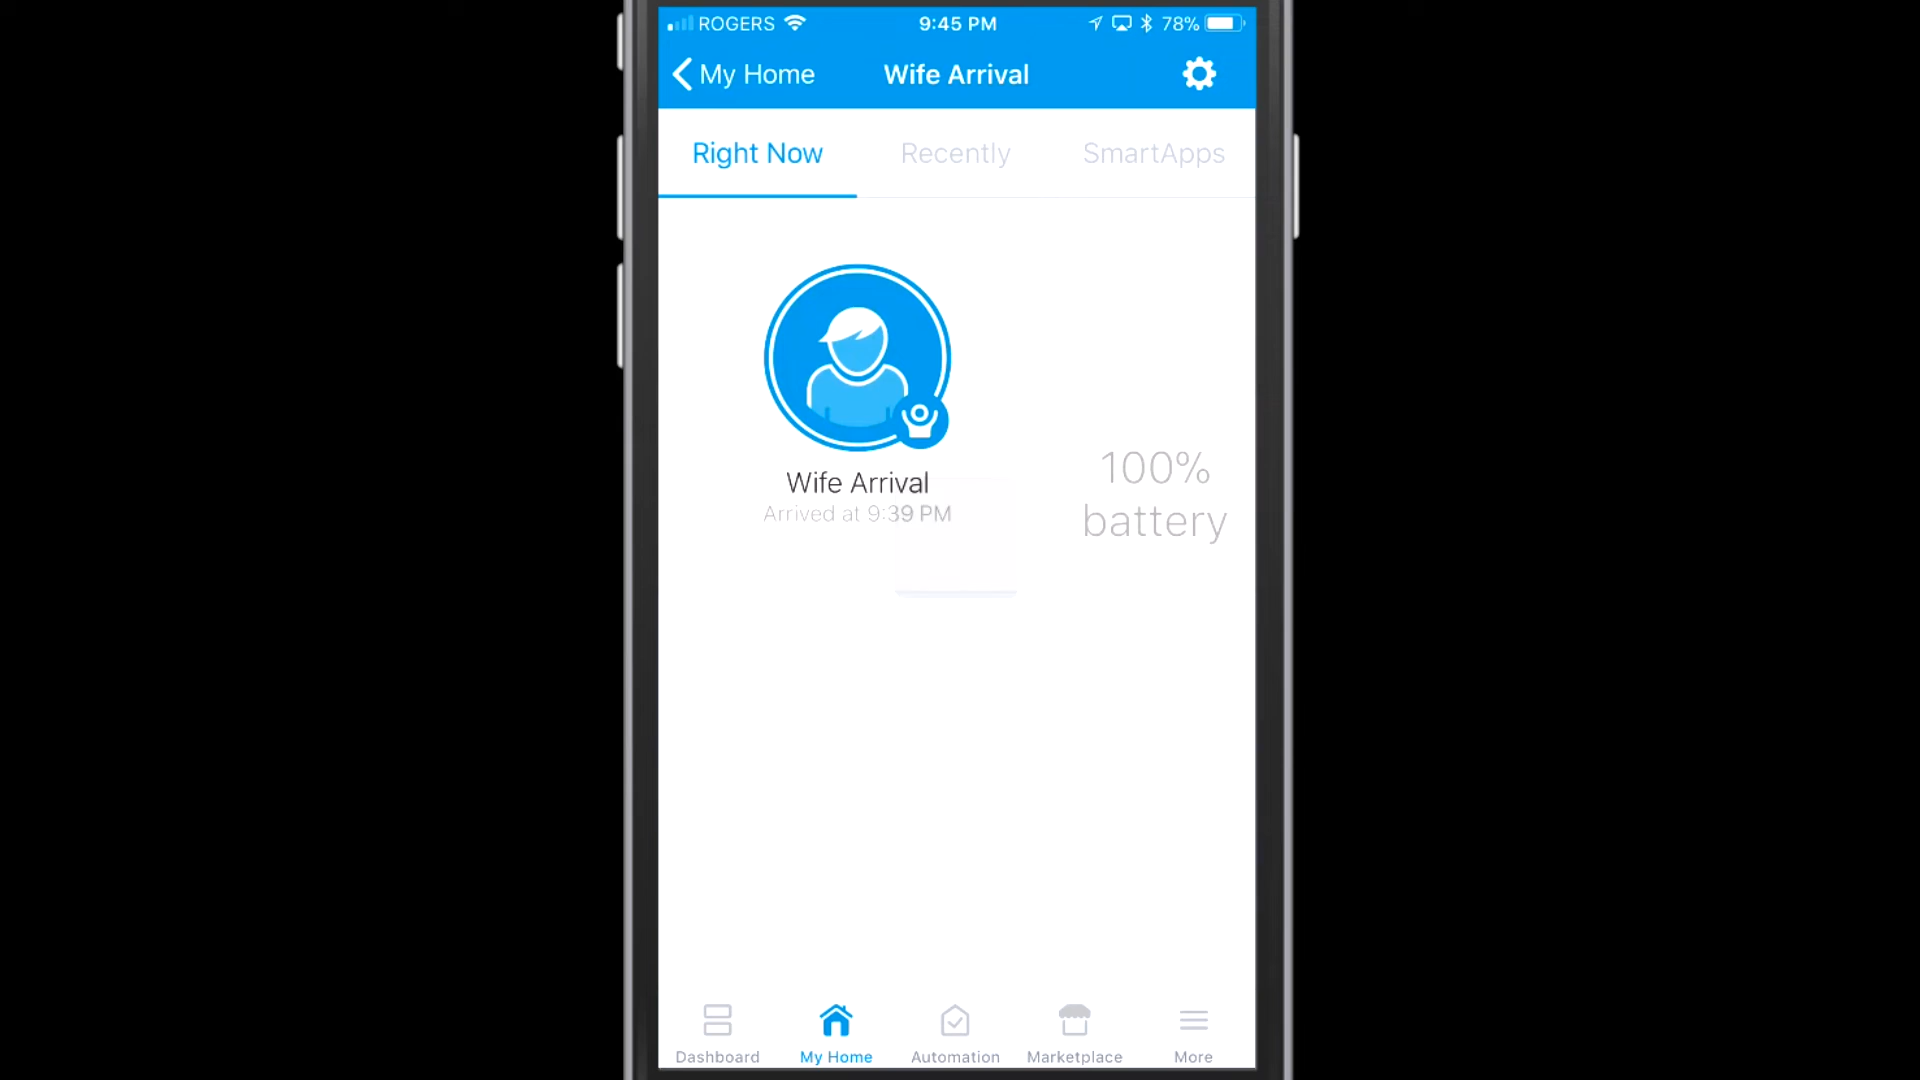 ROGERS 9:45 PM 78%
My Home Wife Arrival
Right Now Recently SmartApps
Wife Arrival
Arrived at 9:39 PM
100%
battery
Dashboard My Home Automation Marketplace More